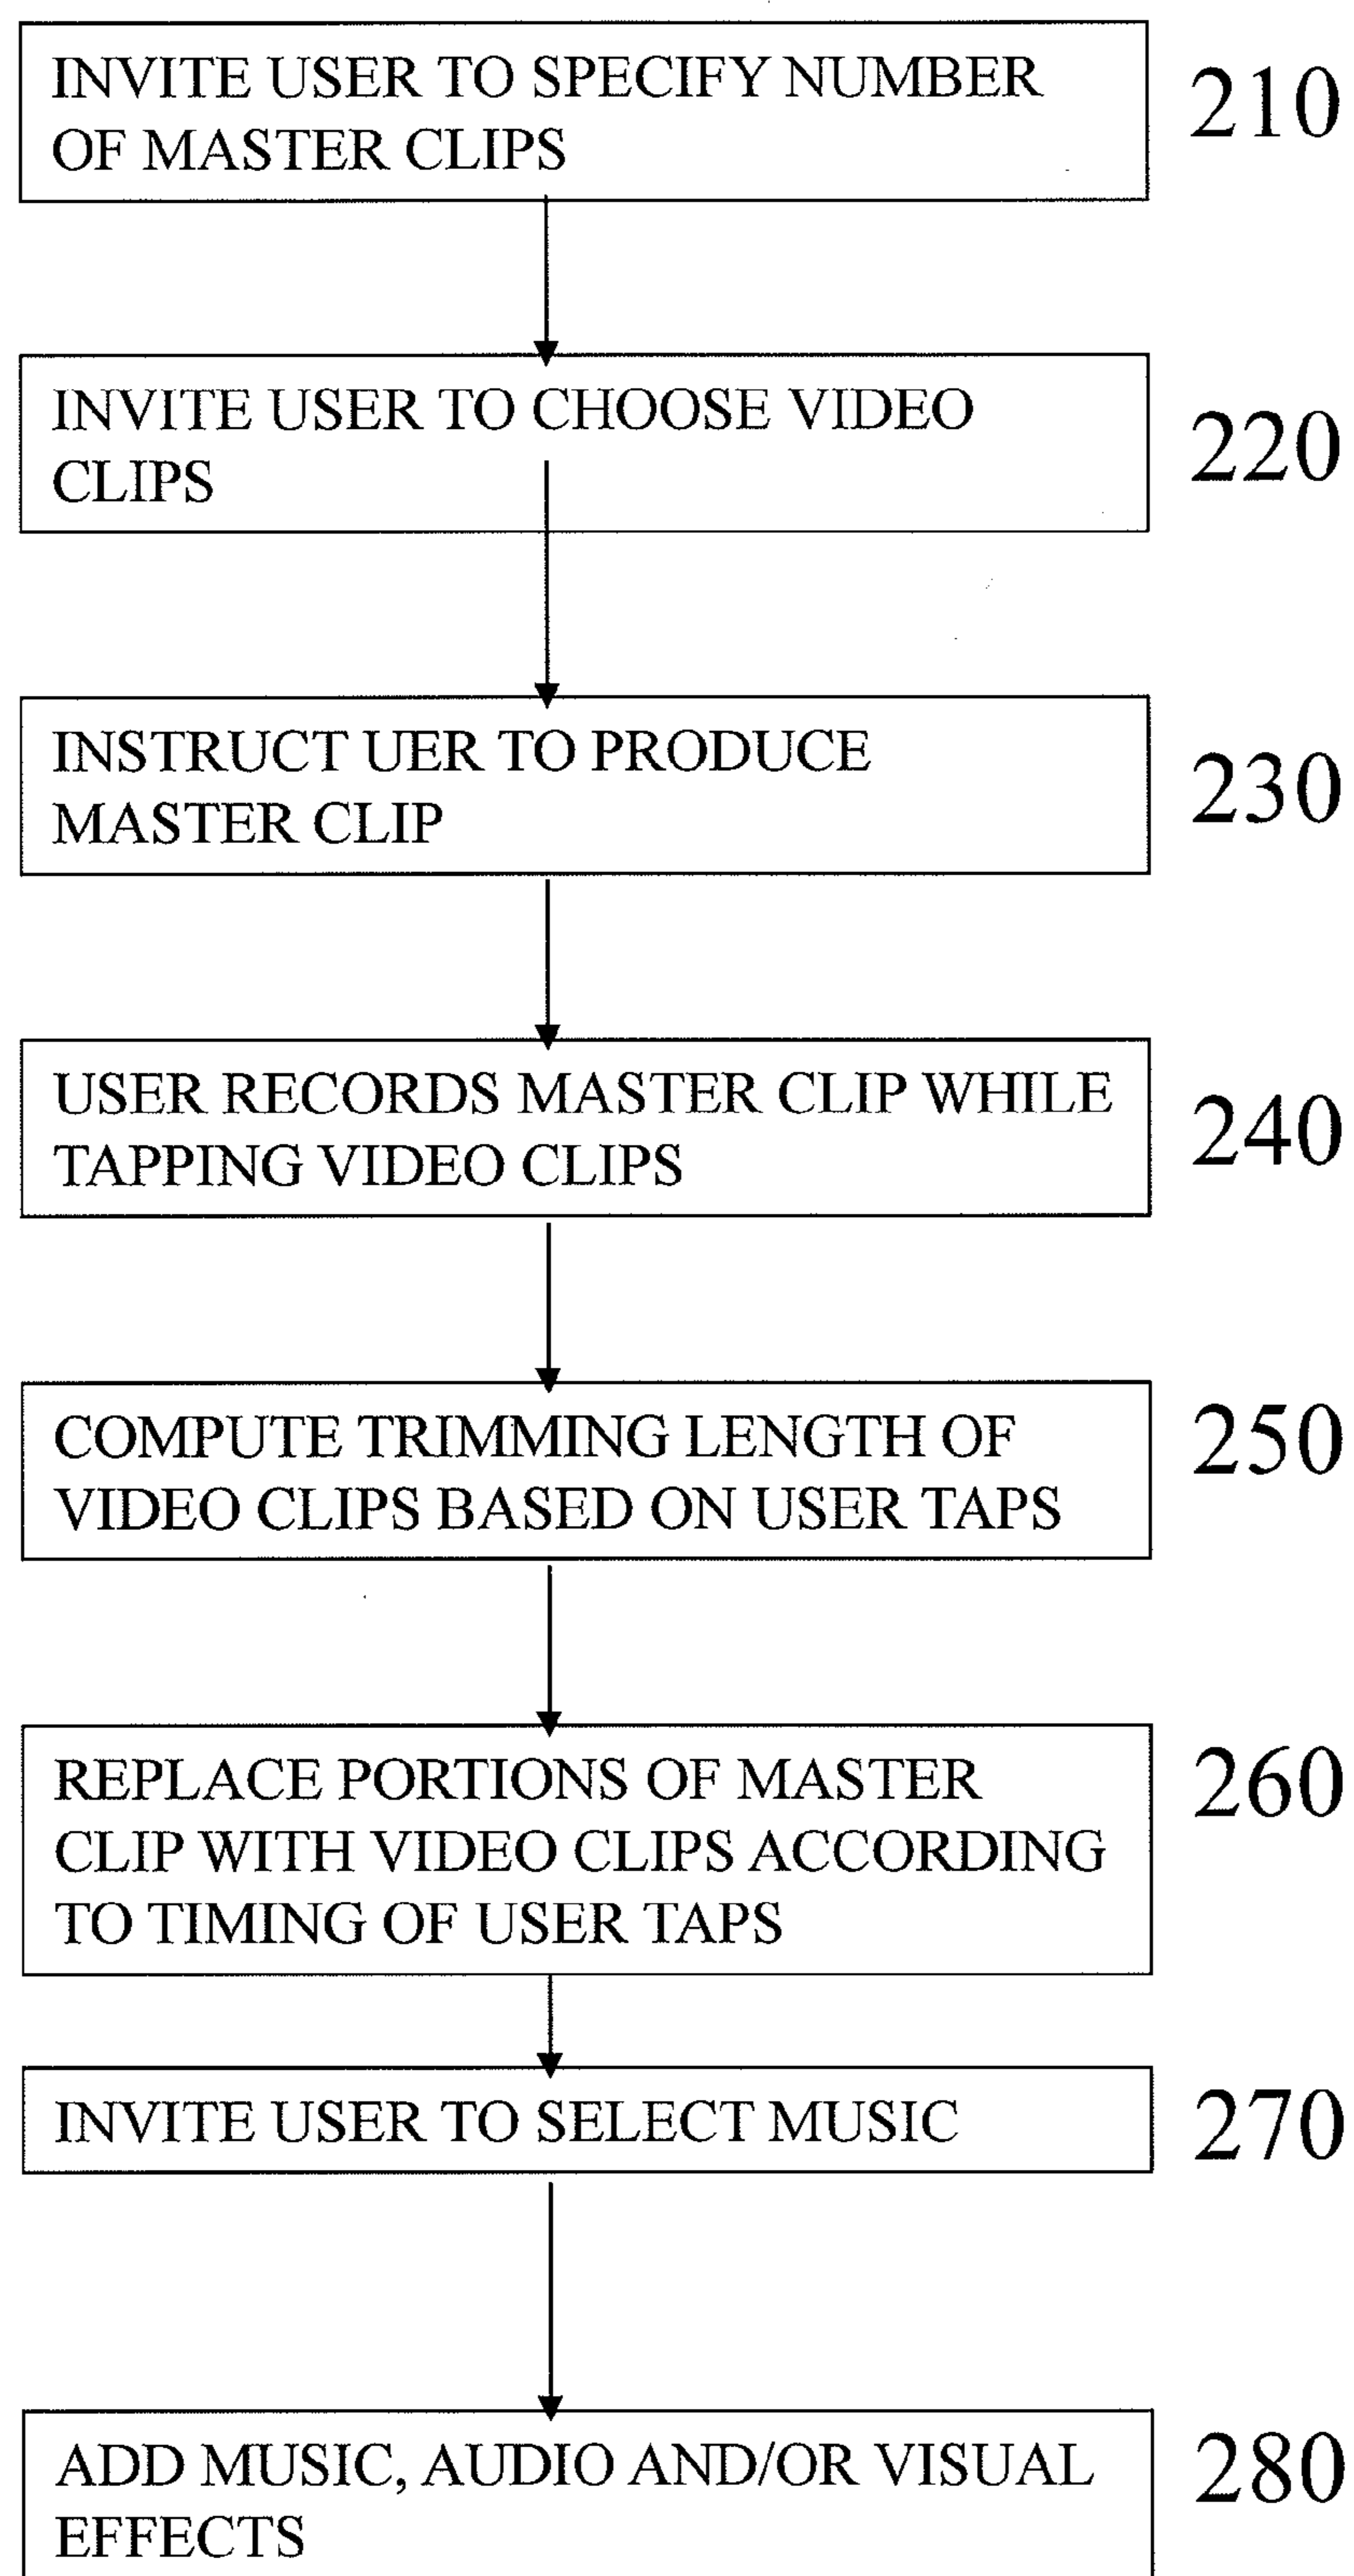 INVITE USER TO SPECIFY NUMBER
OF MASTER CLIPS
210
INVITE USER TO CHOOSE VIDEO
CLIPS
220
INSTRUCT UER TO PRODUCE
MASTER CLIP
230
USER RECORDS MASTER CLIP WHILE
TAPPING VIDEO CLIPS
240
COMPUTE TRIMMING LENGTH OF
VIDEO CLIPS BASED ON USER TAPS
250
REPLACE PORTIONS OF MASTER
CLIP WITH VIDEO CLIPS ACCORDING
TO TIMING OF USER TAPS
260
INVITE USER TO SELECT MUSIC
270
ADD MUSIC, AUDIO AND/OR VISUAL
EFFECTS
280